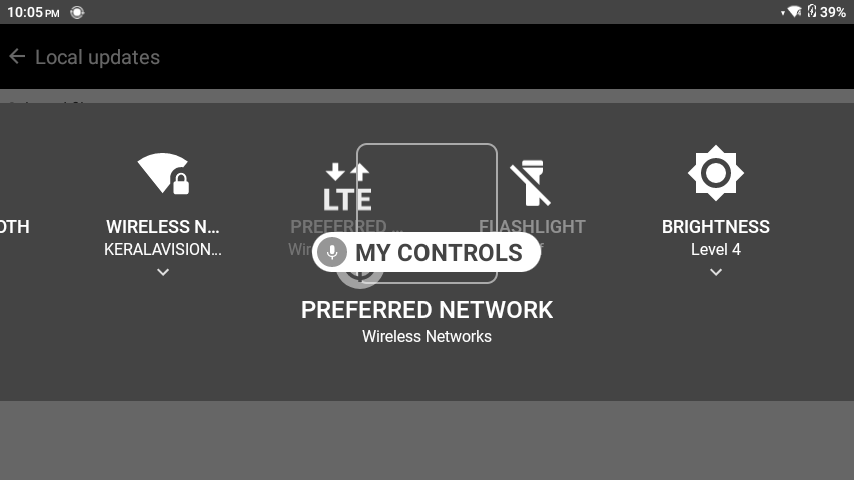 10:05 PM
39%
Local updates
LTE
OTH
WIRELESS N...
PREFERRED ...
FLASHLIGHT
BRIGHTNESS
KERALAVISION...
Level 4
MY CONTROLS
PREFERRED NETWORK
Wireless Networks